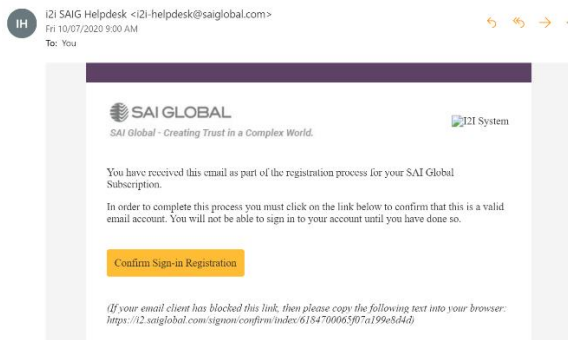 IH
i2i SAIG Helpdesk <i2i-helpdesk@saiglobal.com>
Fri 10/07/2020 9:00 AM
To: You
SAI GLOBAL
SAI Global - Creating Trust in a Complex World.
I2I System
You have received this email as part of the registration process for your SAI Global
Subscription.
In order to complete this process you must click on the link below to confirm that this is a valid
email account. You will not be able to sign in to your account until you have done so.
Confirm Sign-in Registration
(If your email client has blocked this link, then please copy the following text into your browser:
https://i2.saiglobal.com/signon/confirm/index/6184700065f07a199e8d4d)